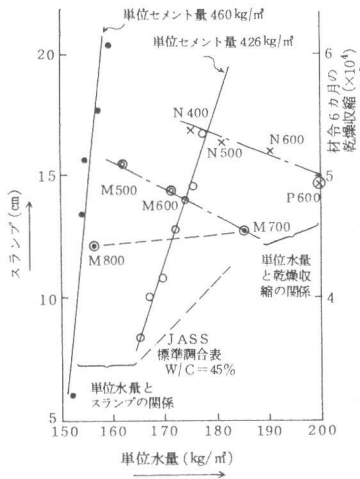 単位セメント量 460 kg/㎥
単位セメント量 426 kg/㎥
20
15
10
5
スランプ(cm)
6
5
4
材令6カ月の
乾燥収縮(×10⁴)
N 400
N 500
N 600
P 600
M 500
M 600
M 700
M 800
単位水量
と乾燥収
縮の関係
JASS
標準調合表
W/C=45%
単位水量と
スランプの関係
150 160 170 180 190 200
単位水量(kg/㎥)